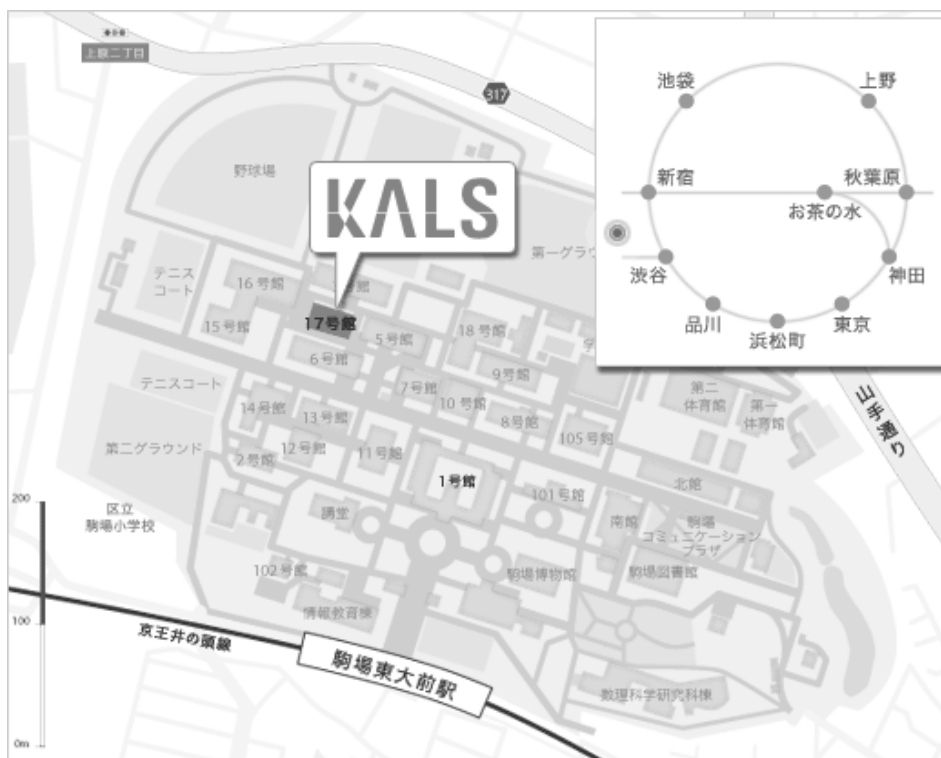 上原二丁目
317
野球場
KALS
第一グラウ
テニス
コート
16号館
号館
17号館
15号館
5号館
18号館
6号館
9号館
7号館
10号館
テニスコート
14号館
13号館
8号館
105号館
第二
体育館
第一
体育館
山手通り
第二グラウンド
2号館
12号館
11号館
1号館
101号館
北館
講堂
南館
駒場
コミュニケーション
プラザ
200
区立
駒場小学校
102号館
駒場博物館
駒場図書館
情報教育棟
100
京王井の頭線
駒場東大前駅
数理科学研究科棟
0m
池袋
上野
新宿
秋葉原
お茶の水
渋谷
神田
品川
東京
浜松町